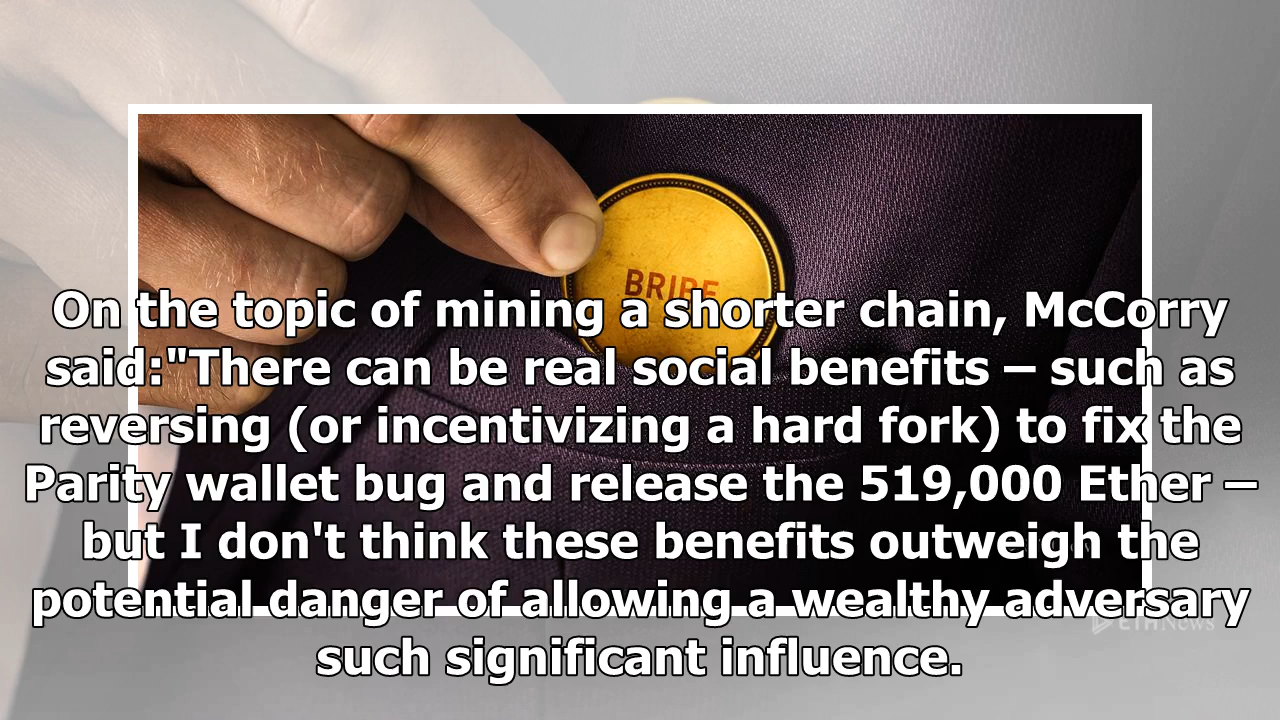 BRIBE
On the topic of mining a shorter chain, McCorry
said:"There can be real social benefits – such as
reversing (or incentivizing a hard fork) to fix the
Parity wallet bug and release the 519,000 Ether –
but I don't think these benefits outweigh the
potential danger of allowing a wealthy adversary
such significant influence.
ETHNews